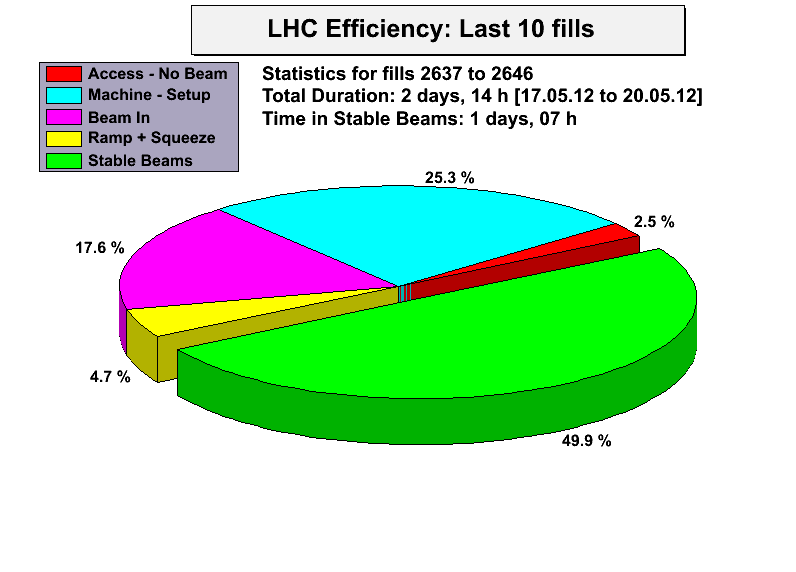 LHC Efficiency: Last 10 fills
Access - No Beam
Machine - Setup
Beam In
Ramp + Squeeze
Stable Beams
Statistics for fills 2637 to 2646
Total Duration: 2 days, 14 h [17.05.12 to 20.05.12]
Time in Stable Beams: 1 days, 07 h
25.3 %
2.5 %
17.6 %
4.7 %
49.9 %